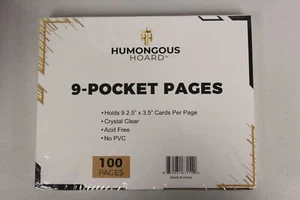 HUMONGOUS
HOARD™
9-POCKET PAGES
• Holds 9 2.5" x 3.5" Cards Per Page
• Crystal Clear
• Acid Free
• No PVC
100
PAGES